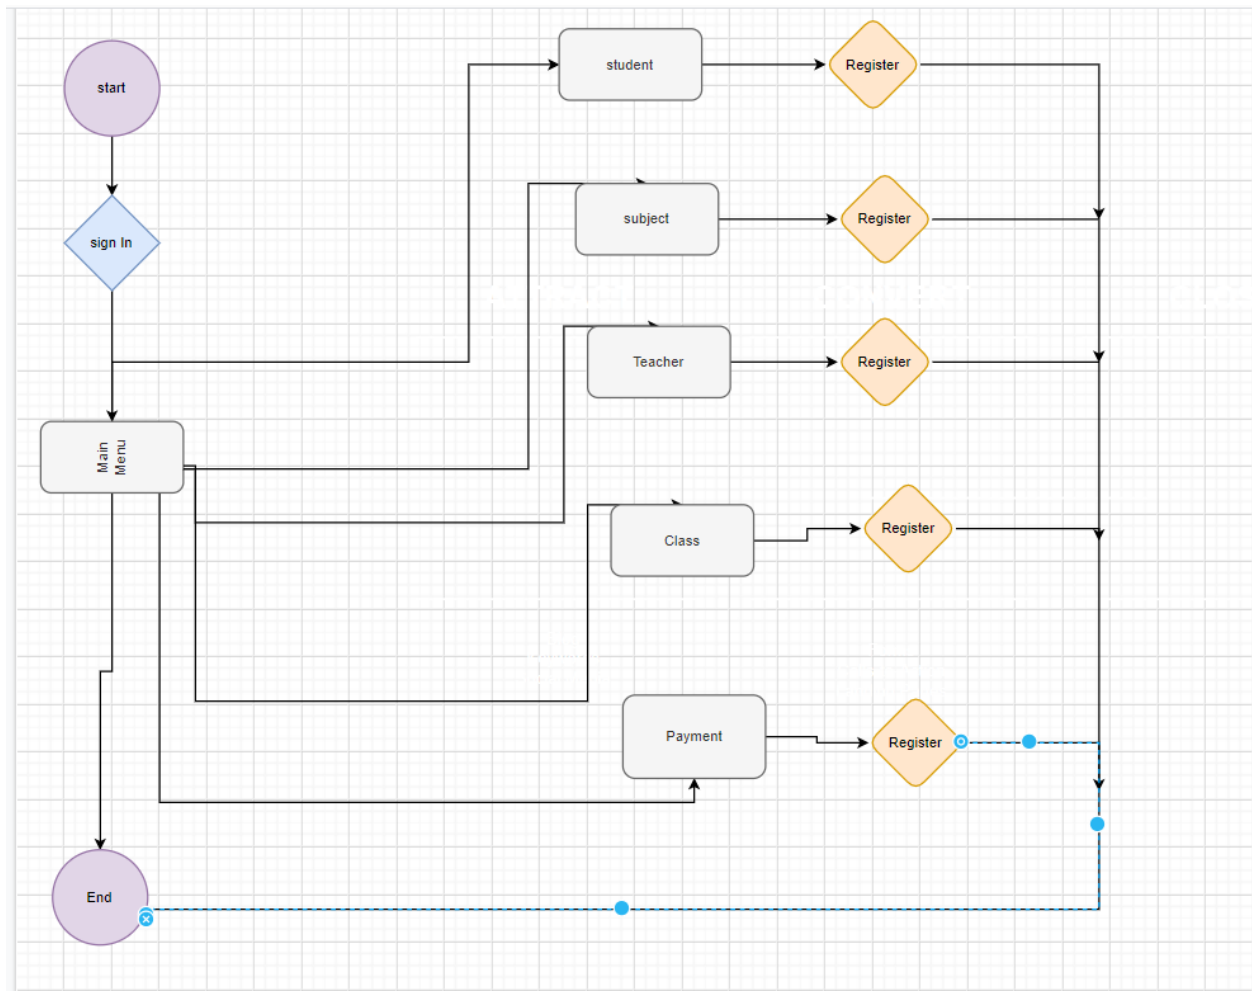 start
student
Register
sign In
subject
Register
Teacher
Register
Main
Menu
Class
Register
Payment
Register
End